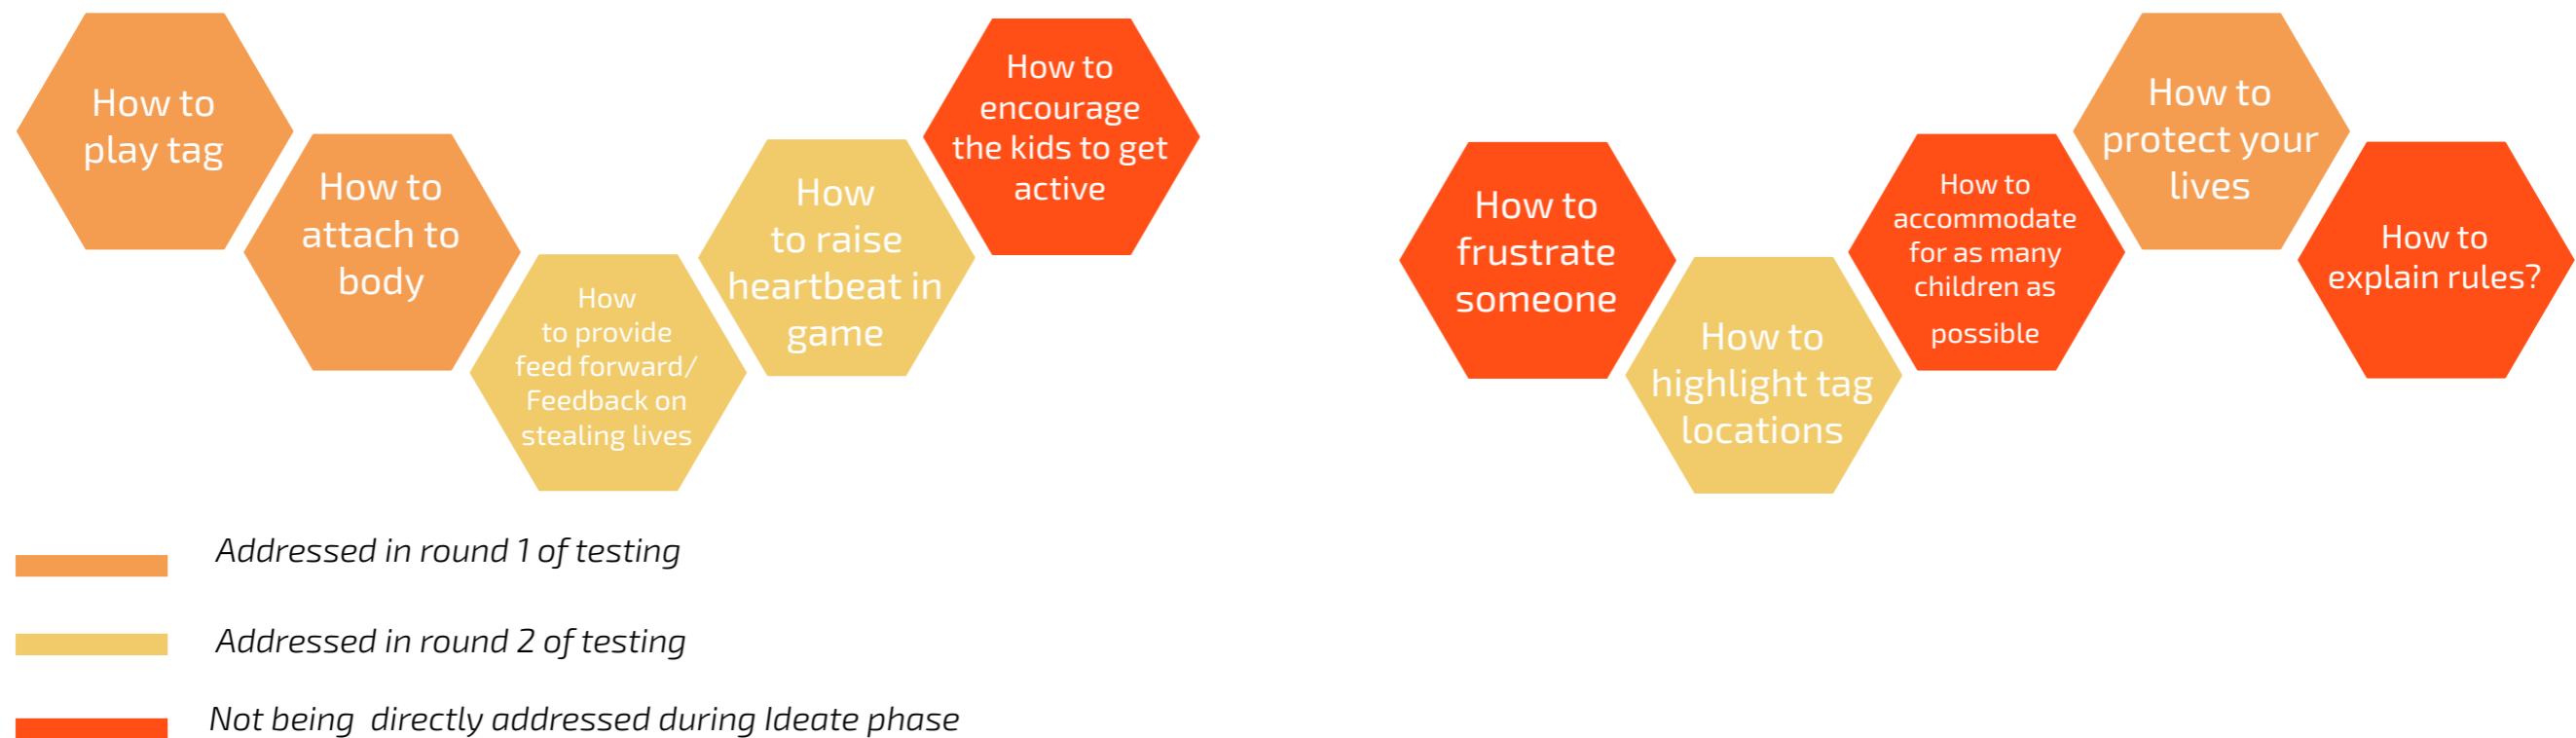 How to
play tag
How to
attach to
body
How
to provide
feed forward/
Feedback on
stealing lives
How
to raise
heartbeat in
game
How to
encourage
the kids to get
active
How to
frustrate
someone
How to
highlight tag
locations
How to
accommodate
for as many
children as
possible
How to
protect your
lives
How to
explain rules?
Addressed in round 1 of testing
Addressed in round 2 of testing
Not being directly addressed during Ideate phase